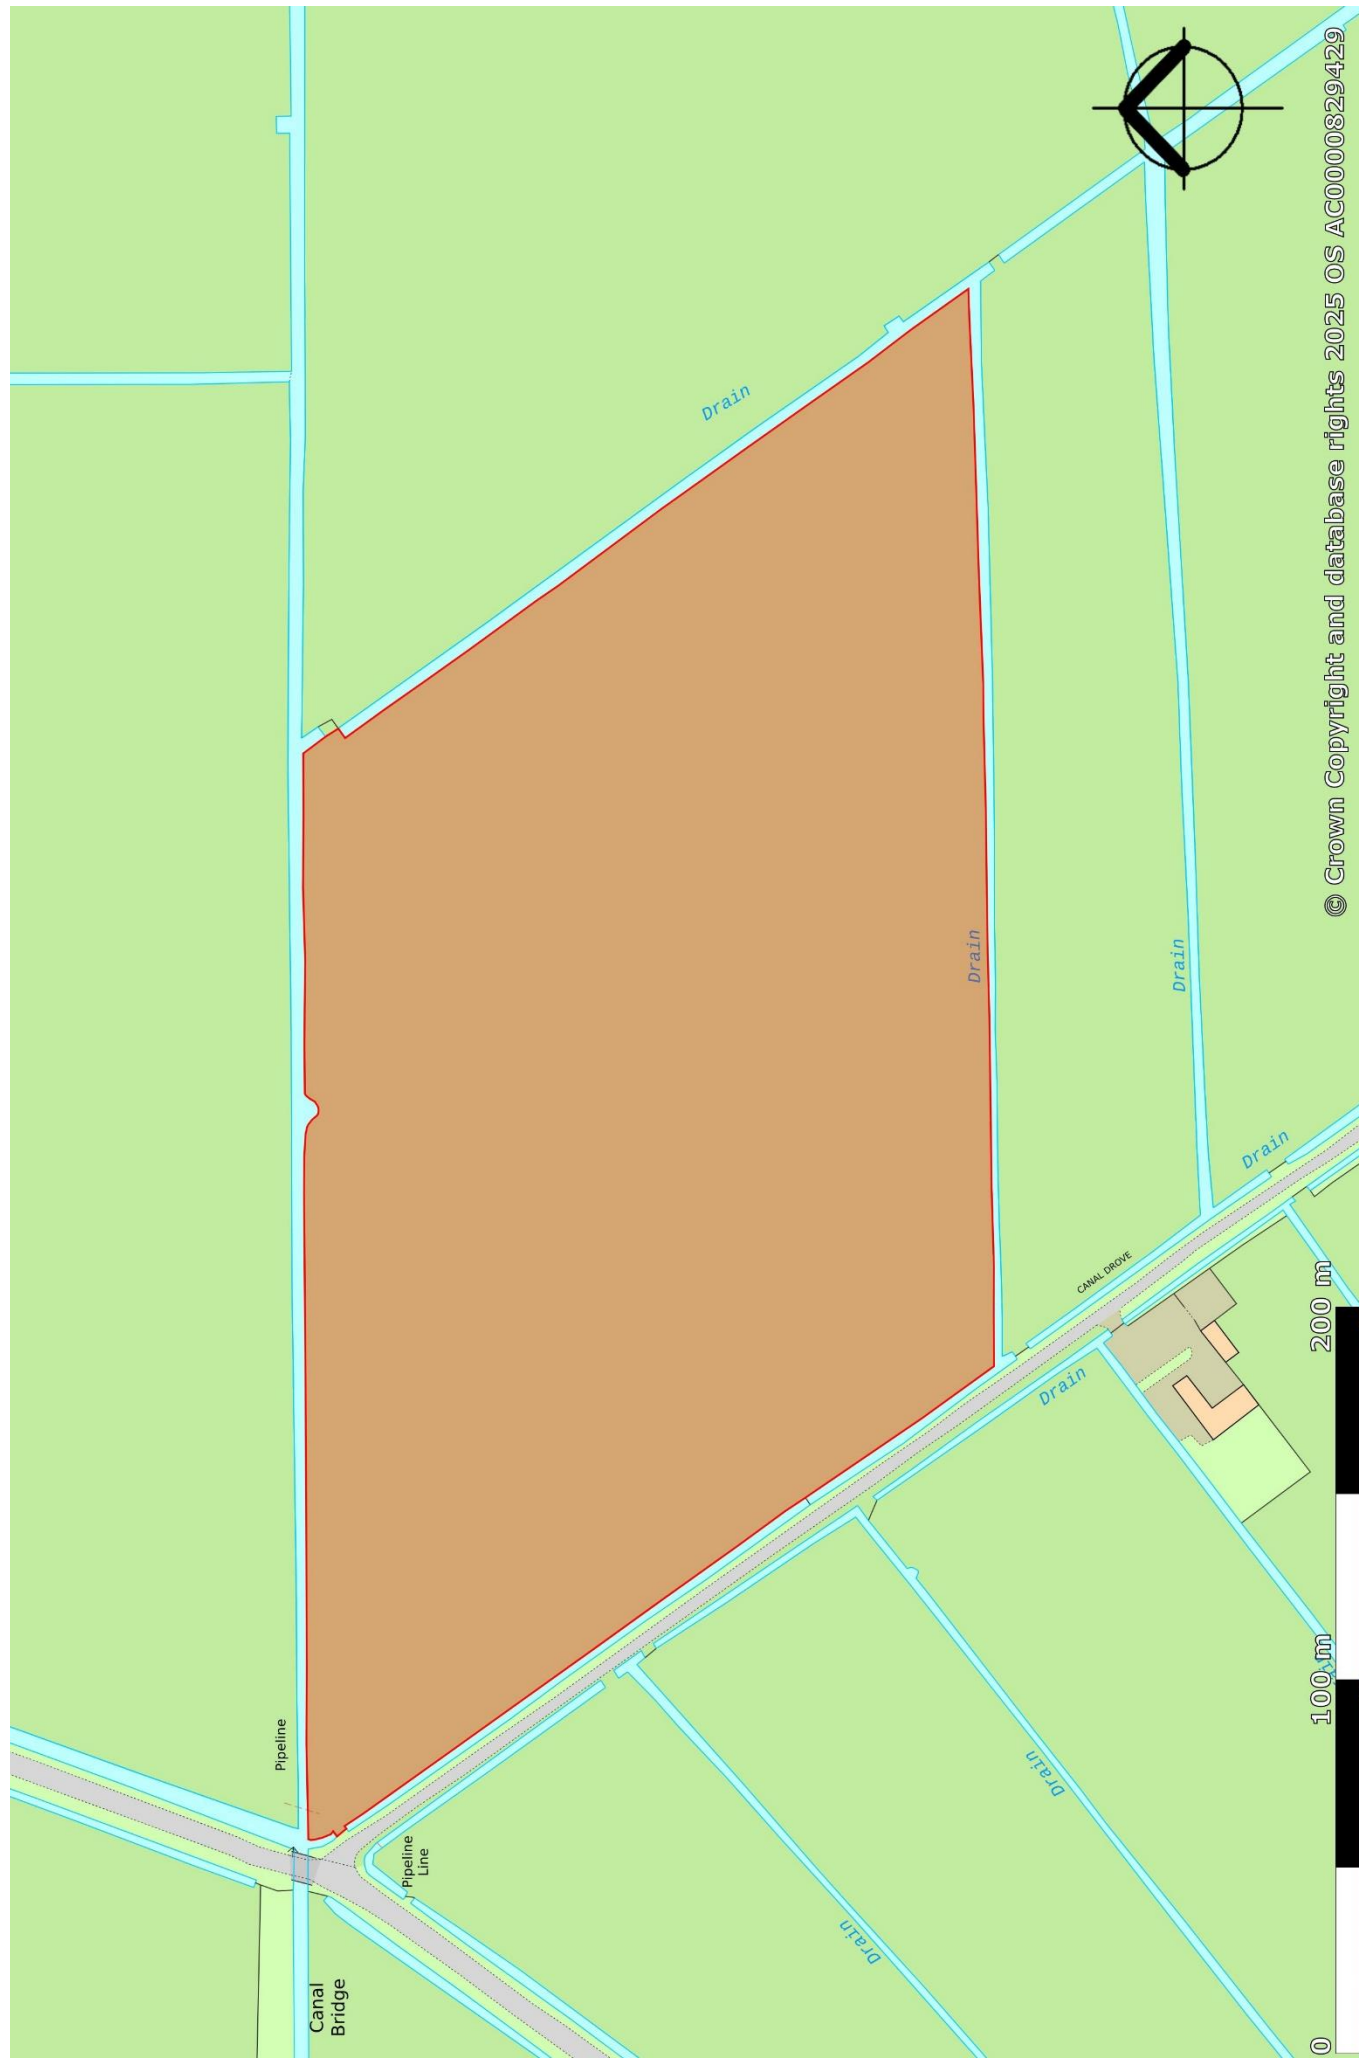 Drain
Drain
Drain
Drain
CANAL DROVE
Drain
Drain
Drain
Pipeline
Pipeline
Line
Canal
Bridge
0
100 m
200 m
© Crown Copyright and database rights 2025 OS AC0000829429